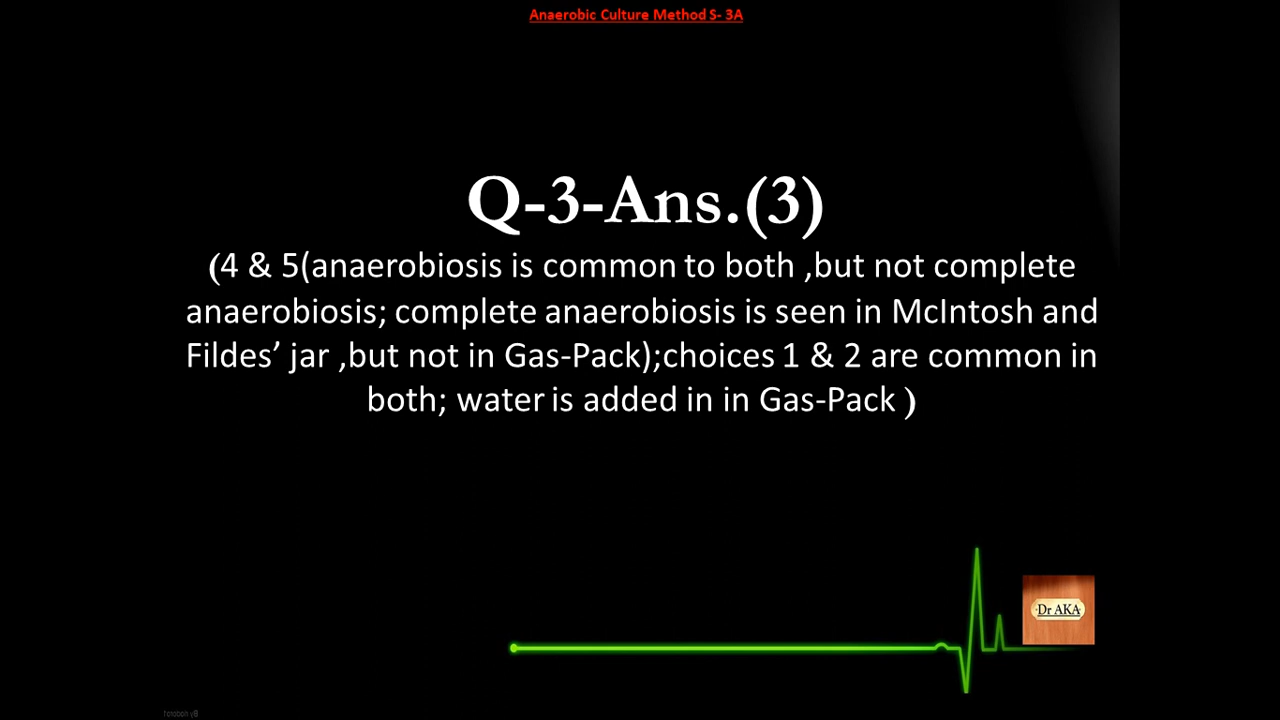 Anaerobic Culture Method S- 3A
Q-3-Ans.(3)
(4 & 5(anaerobiosis is common to both ,but not complete
anaerobiosis; complete anaerobiosis is seen in McIntosh and
Fildes’ jar ,but not in Gas-Pack);choices 1 & 2 are common in
both; water is added in in Gas-Pack )
Dr AKA